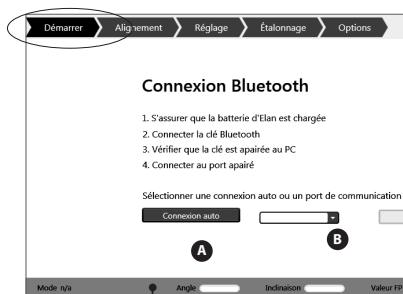 Démarrer Alignement Réglage Étalonnage Options
Connexion Bluetooth
1. S'assurer que la batterie d'Elan est chargée
2. Connecter la clé Bluetooth
3. Vérifier que la clé est apairée au PC
4. Connecter au port apairé
Sélectionner une connexion auto ou un port de communication
Connexion auto
A
B
Mode n/a Angle Inclinaison Valeur FP